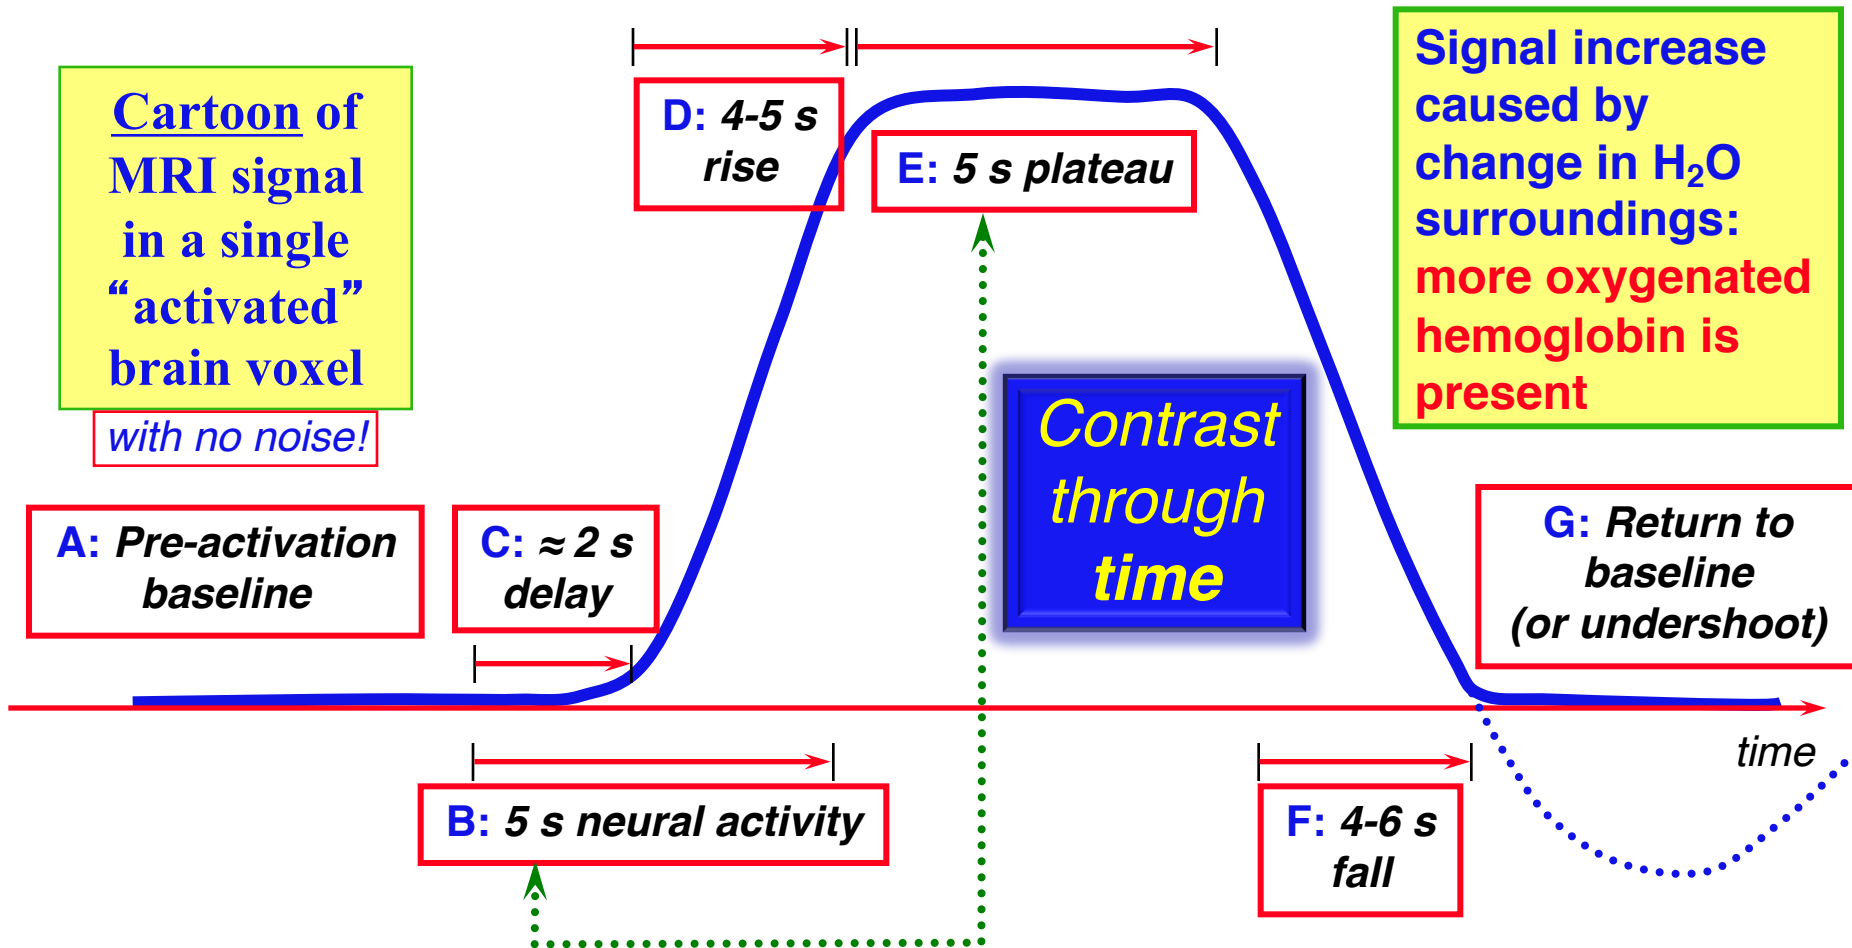 Cartoon of
MRI signal
in a single
“activated”
brain voxel
with no noise!
D: 4-5 s
rise
E: 5 s plateau
Signal increase
caused by
change in H₂O
surroundings:
more oxygenated
hemoglobin is
present
Contrast
through
time
A: Pre-activation
baseline
C: ≈ 2 s
delay
G: Return to
baseline
(or undershoot)
time
B: 5 s neural activity
F: 4-6 s
fall